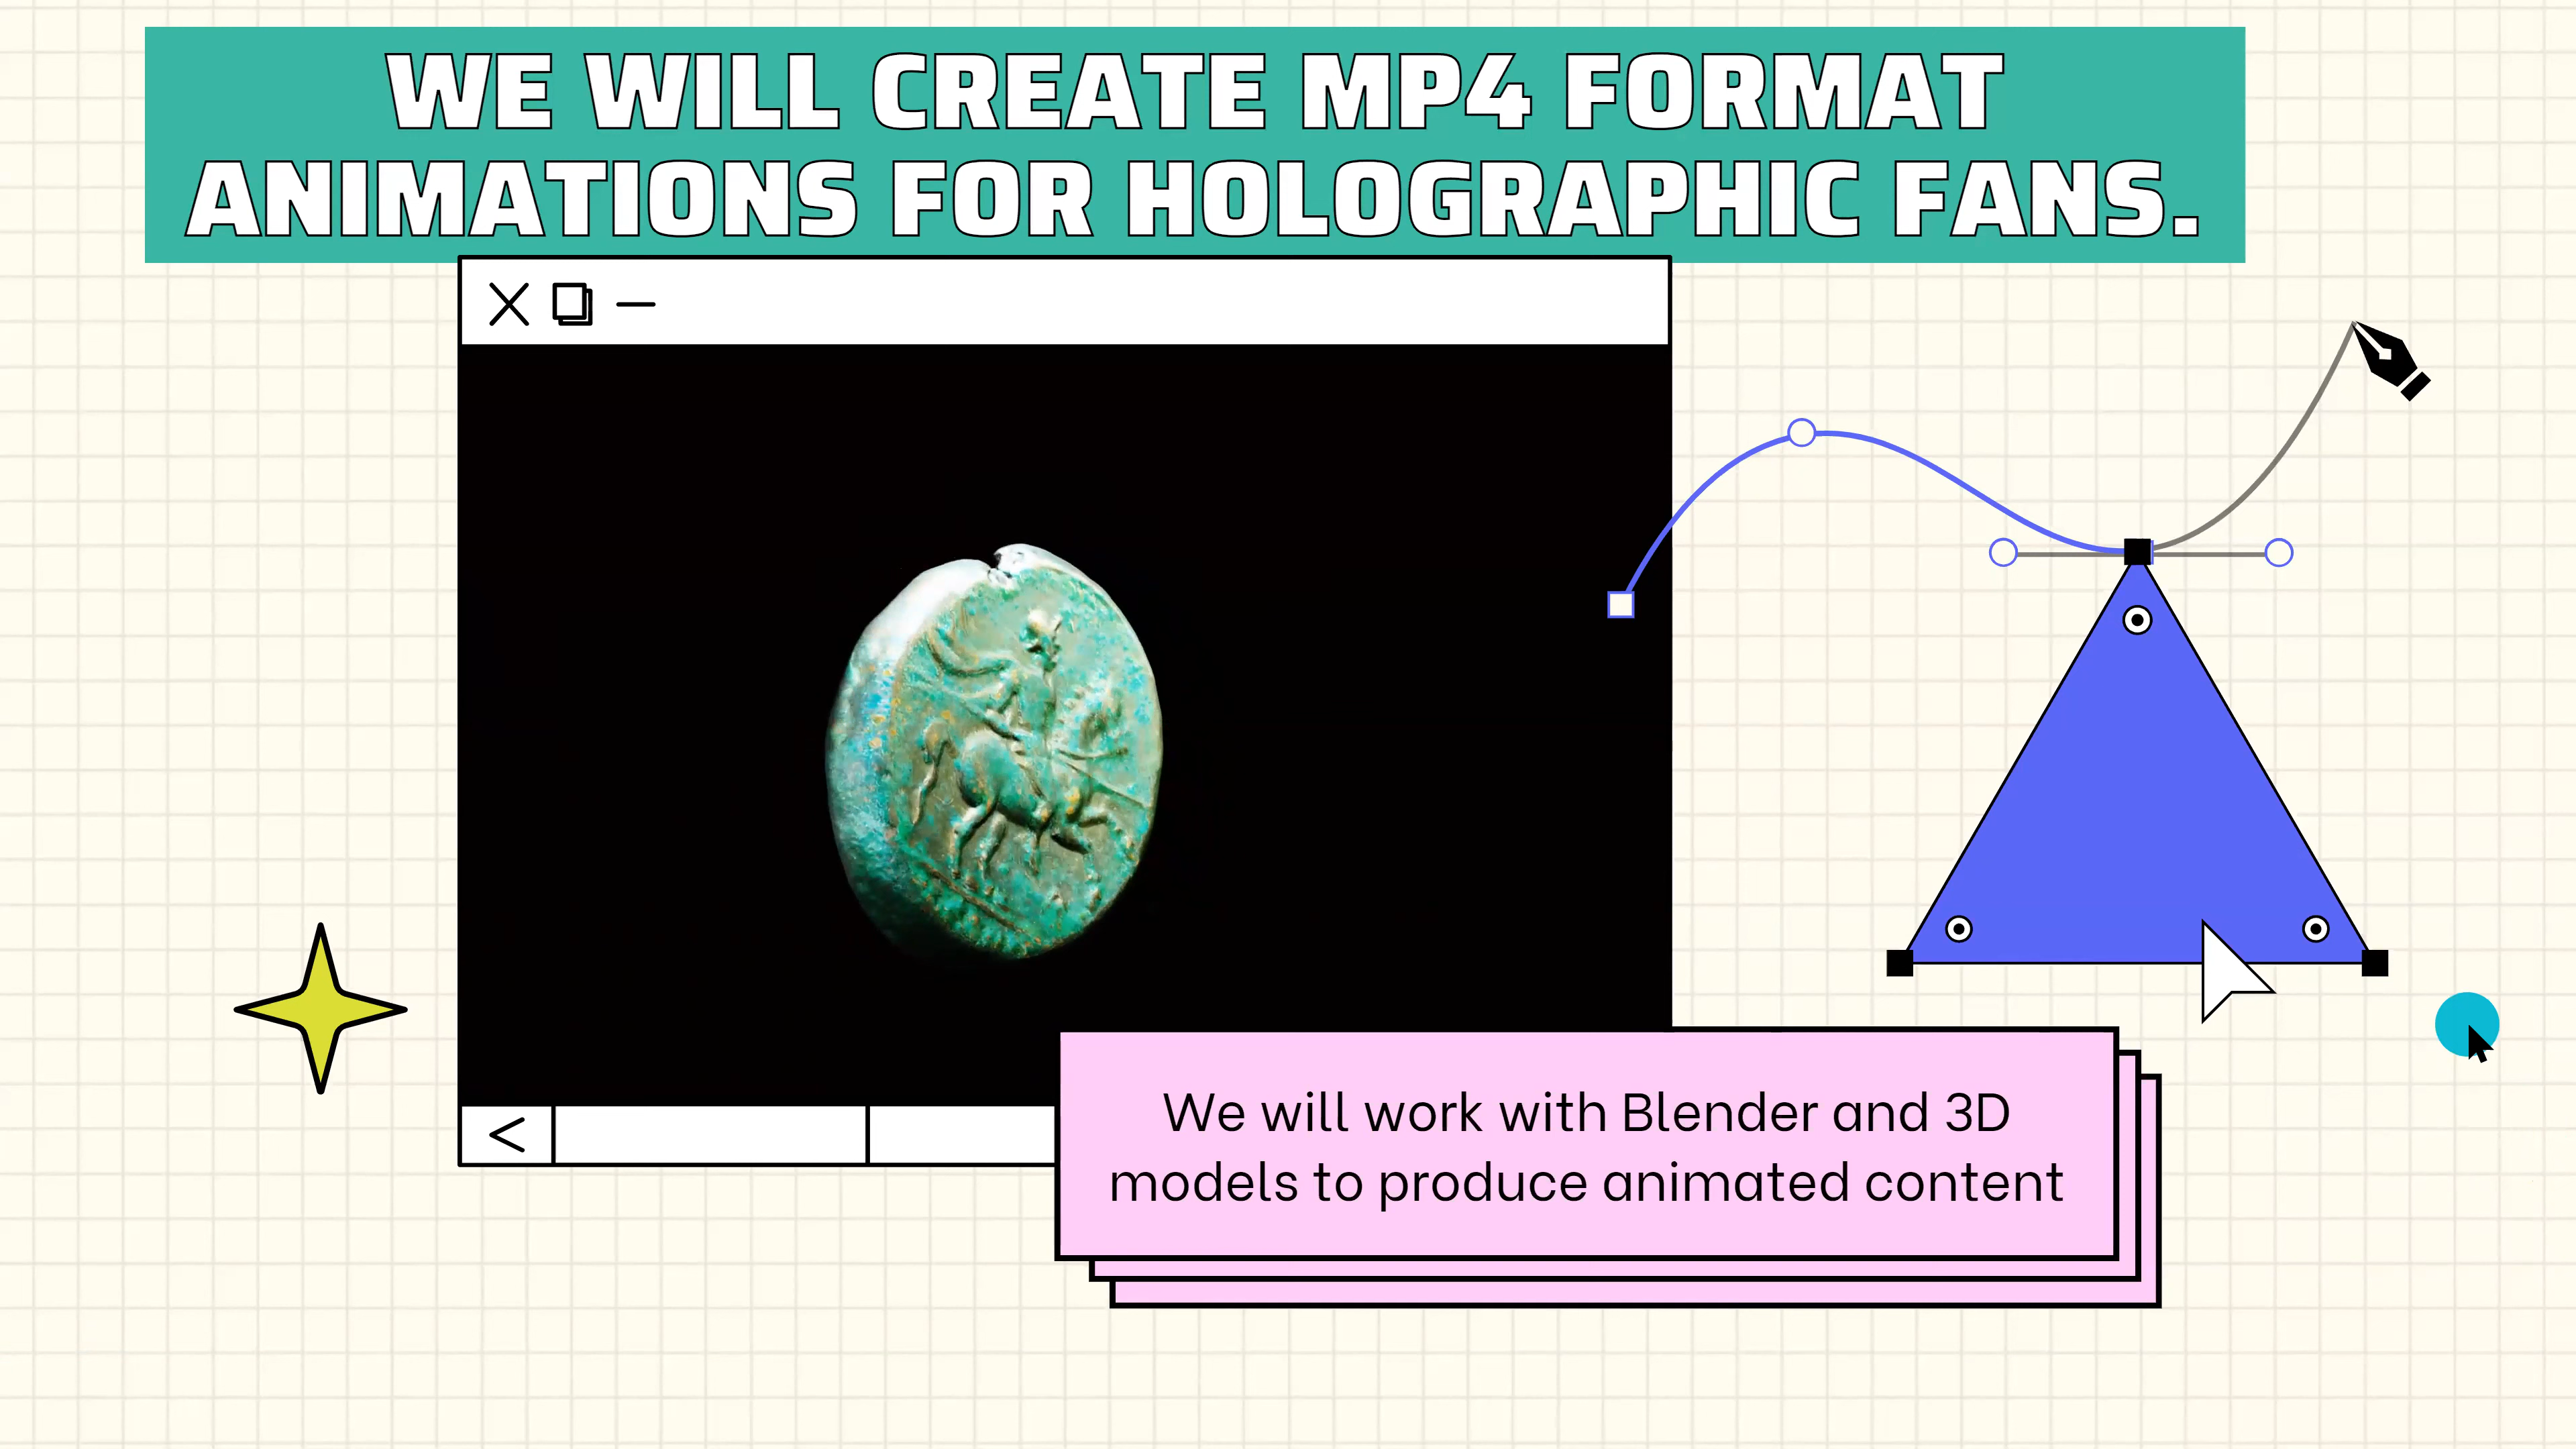 WE WILL CREATE MP4 FORMAT
ANIMATIONS FOR HOLOGRAPHIC FANS.
We will work with Blender and 3D
models to produce animated content